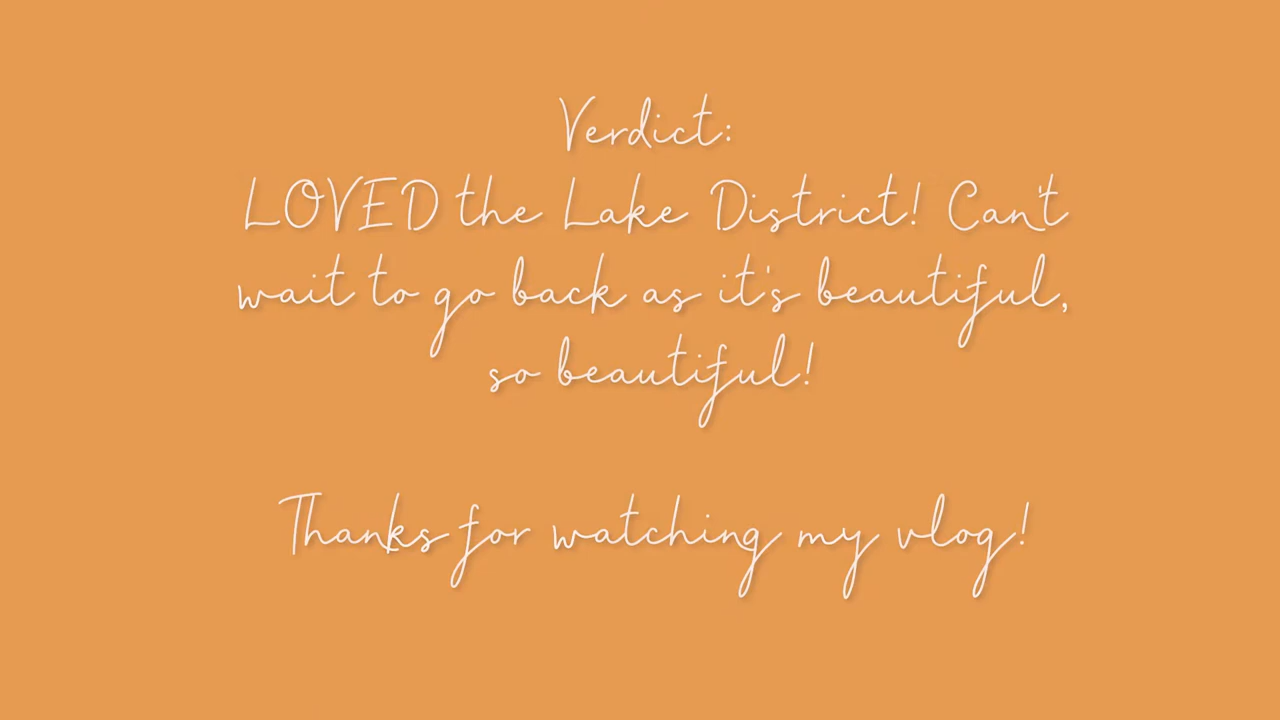 Verdict:
LOVED the Lake District! Can't
wait to go back as it's beautiful,
so beautiful!
Thanks for watching my vlog!